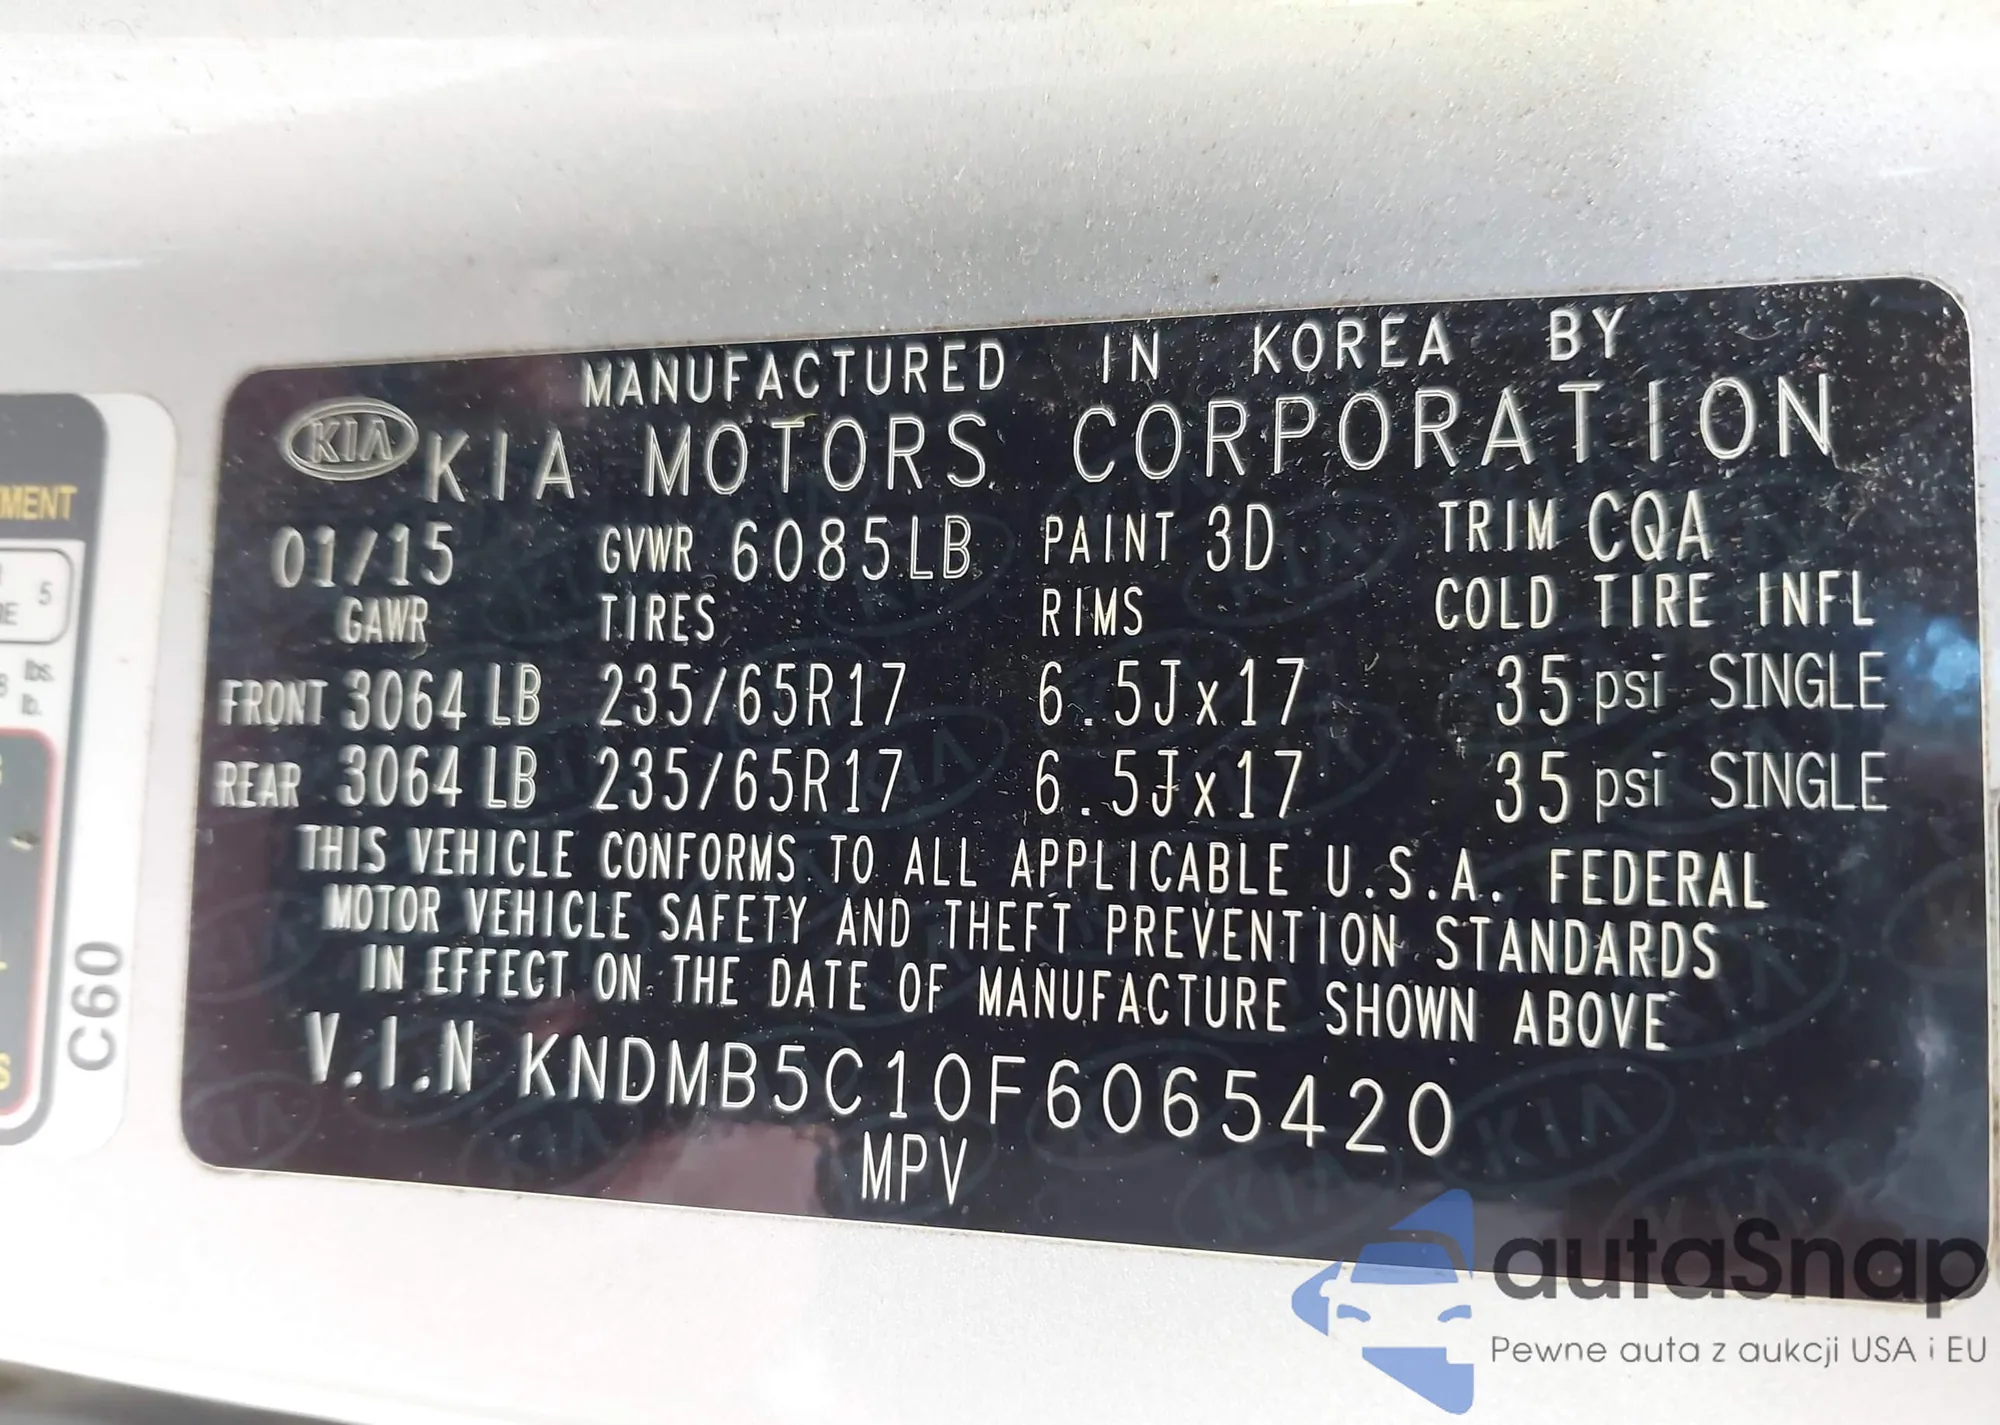 MANUFACTURED IN KOREA BY
KIA KIA MOTORS CORPORATION
01/15 GVWR 6085LB PAINT 3D TRIM CQA
GAWR TIRES RIMS COLD TIRE INFL
FRONT 3064 LB 235/65R17 6.5Jx17 35 psi SINGLE
REAR 3064 LB 235/65R17 6.5Jx17 35 psi SINGLE
THIS VEHICLE CONFORMS TO ALL APPLICABLE U.S.A. FEDERAL
MOTOR VEHICLE SAFETY AND THEFT PREVENTION STANDARDS
IN EFFECT ON THE DATE OF MANUFACTURE SHOWN ABOVE
V.I.N KNDMB5C10F6065420
MPV
5
lbs.
lb.
C60
autaSnap
Pewne auta z aukcji USA i EU